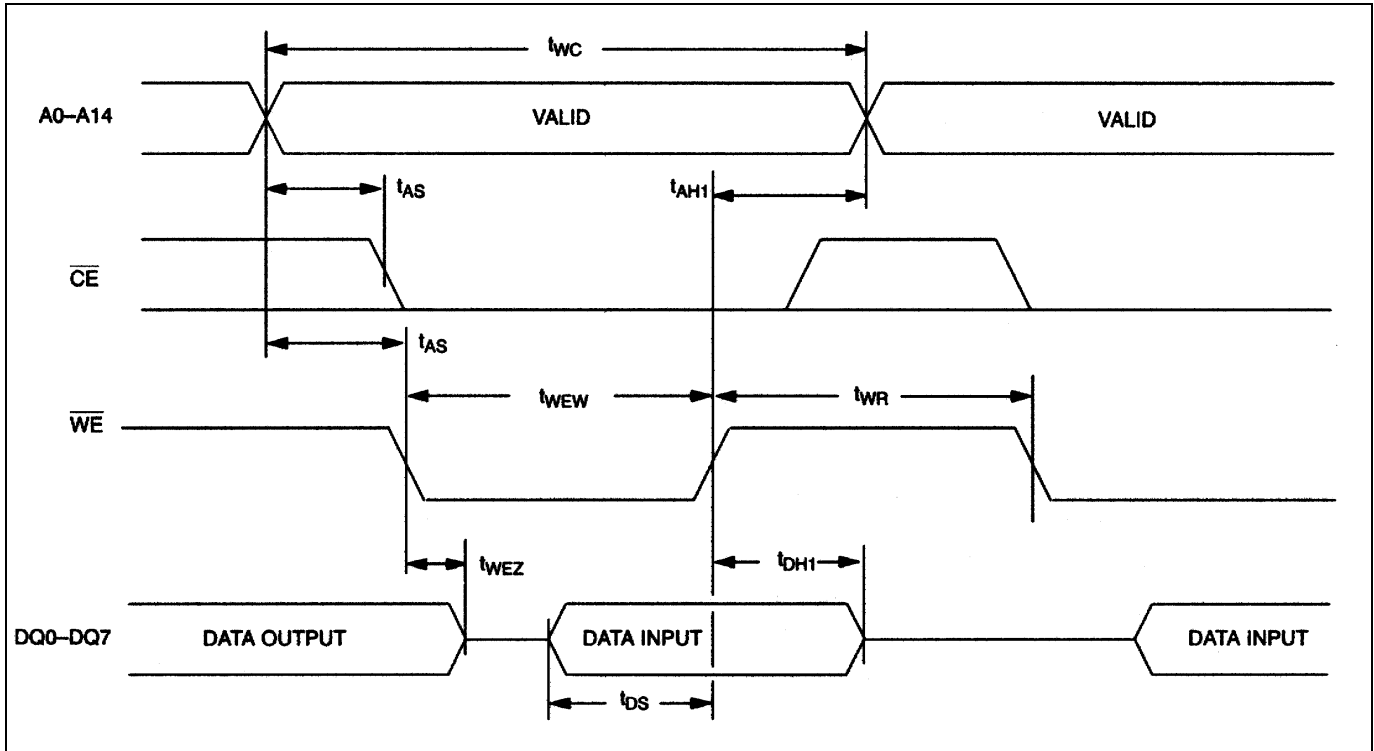 tWC
A0–A14 VALID VALID
tAS tAH1
CE
tAS
tWEW tWR
WE
tWEZ tDH1
DQ0–DQ7 DATA OUTPUT DATA INPUT DATA INPUT
tDS